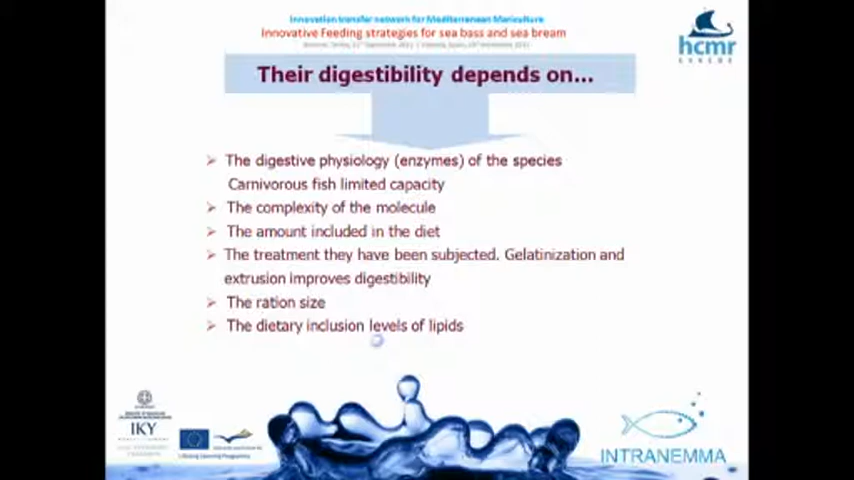 Innovation transfer network for Mediterranean Mariculture
Innovative Feeding strategies for sea bass and sea bream
hcmr
Their digestibility depends on...
The digestive physiology (enzymes) of the species
Carnivorous fish limited capacity
The complexity of the molecule
The amount included in the diet
The treatment they have been subjected. Gelatinization and
extrusion improves digestibility
The ration size
The dietary inclusion levels of lipids
IKY
INTRANEMMA